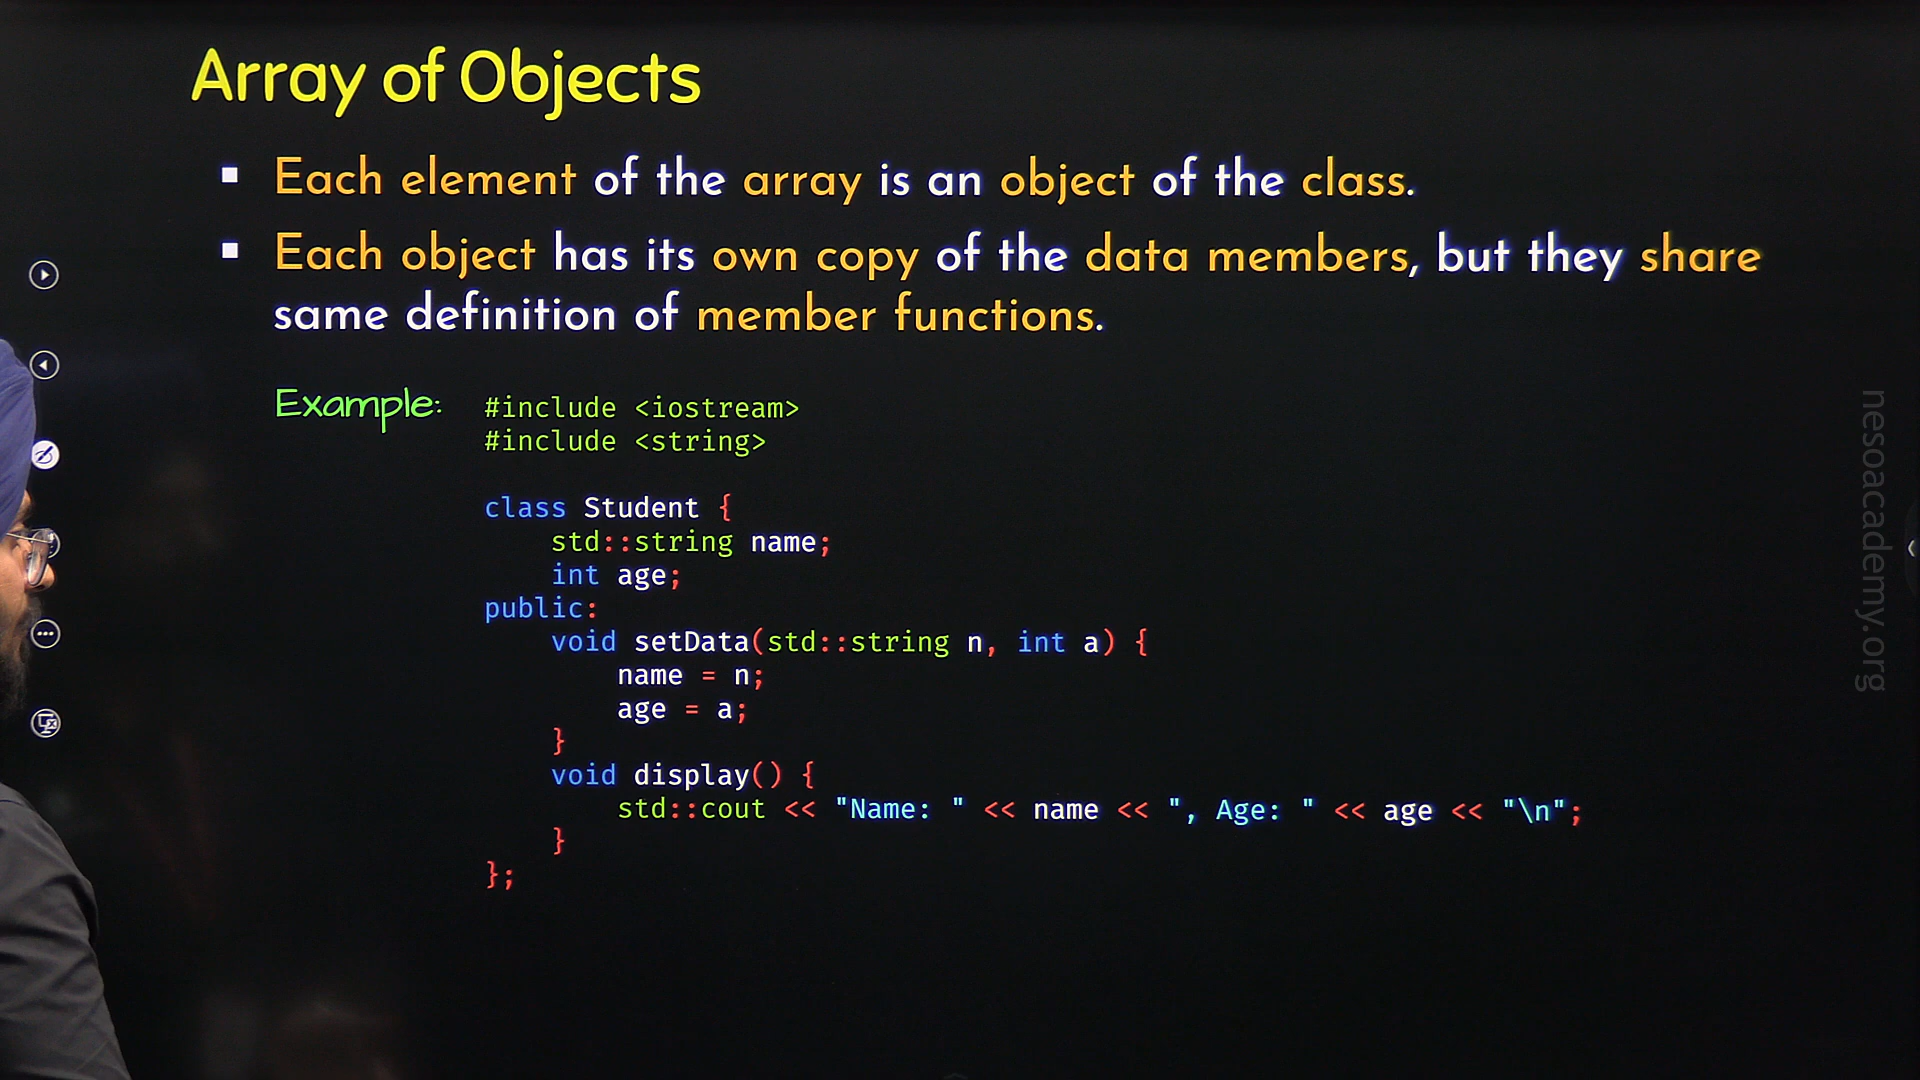 Array of Objects
▪ Each element of the array is an object of the class.
▪ Each object has its own copy of the data members, but they share
same definition of member functions.
Example:
#include <iostream>
#include <string>
class Student {
    std::string name;
    int age;
public:
    void setData(std::string n, int a) {
        name = n;
        age = a;
    }
    void display() {
        std::cout << "Name: " << name << ", Age: " << age << "\n";
    }
};
nesoacademy.org